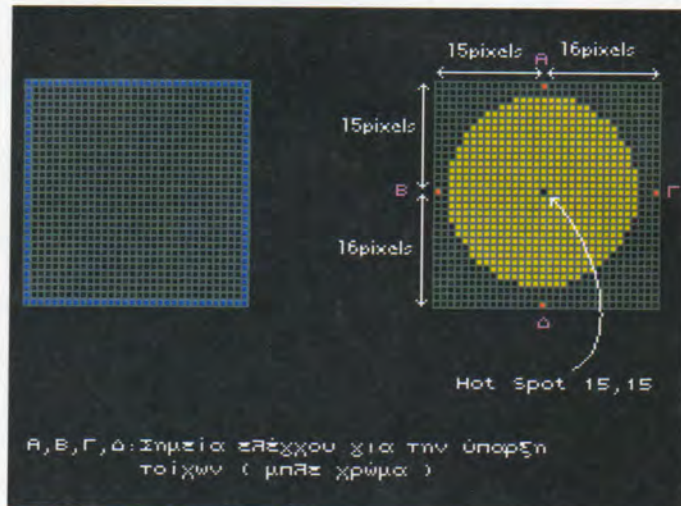 15pixels
16pixels
A
15pixels
B
Γ
16pixels
Δ
Hot Spot 15,15
Α,Β,Γ,Δ:Σημεία ελέγχου για την ύπαρξη
τοίχων ( μπλε χρώμα )